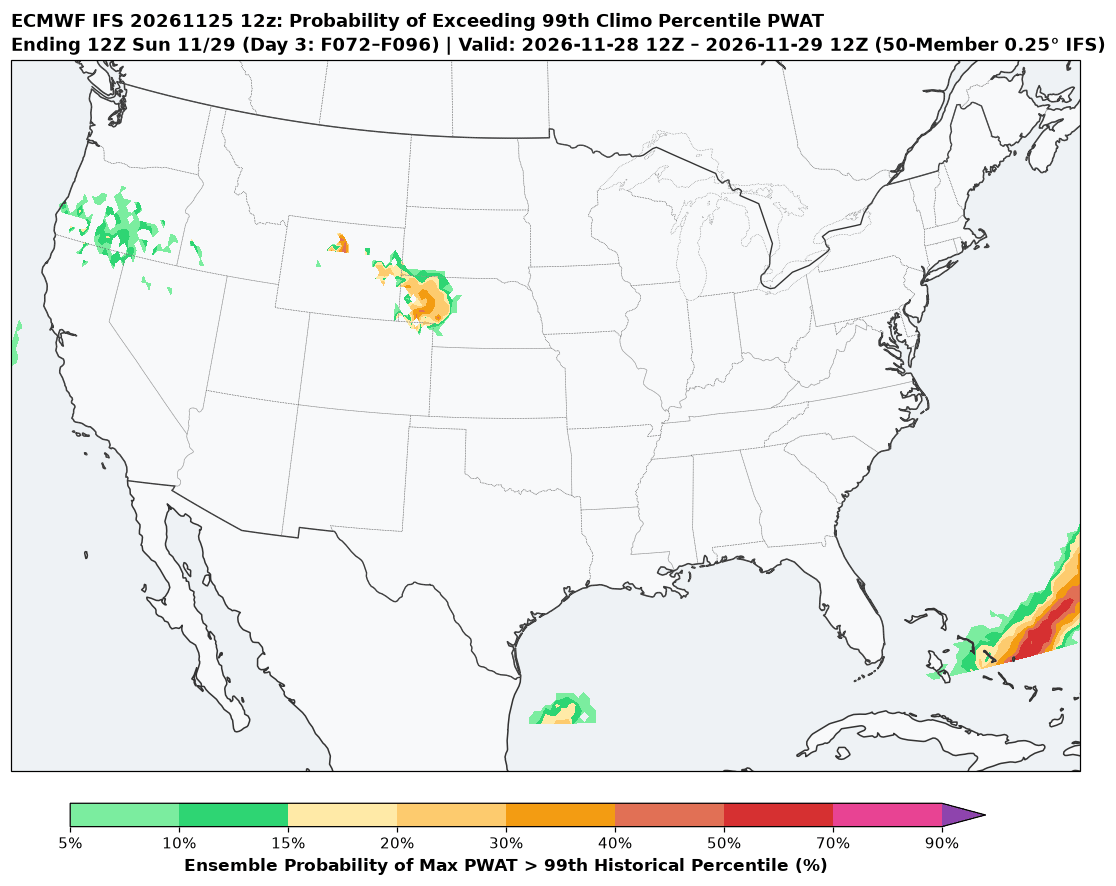 ECMWF IFS 20261125 12z: Probability of Exceeding 99th Climo Percentile PWAT
Ending 12Z Sun 11/29 (Day 3: F072–F096) | Valid: 2026-11-28 12Z – 2026-11-29 12Z (50-Member 0.25° IFS)
5% 10% 15% 20% 30% 40% 50% 70% 90%
Ensemble Probability of Max PWAT > 99th Historical Percentile (%)